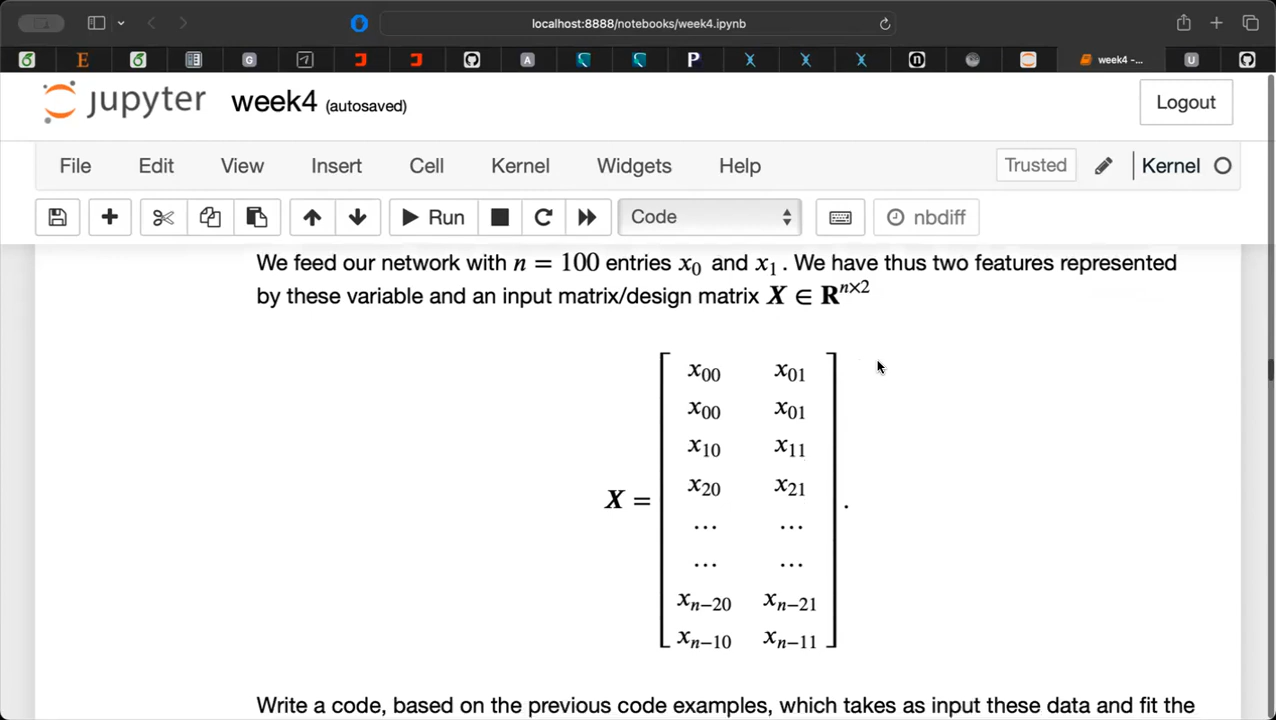 localhost:8888/notebooks/week4.ipynb
E G A P n week4 -... U
jupyter week4 (autosaved) Logout
File Edit View Insert Cell Kernel Widgets Help Trusted Kernel
Run Code nbdiff
We feed our network with n = 100 entries x₀ and x₁. We have thus two features represented
by these variable and an input matrix/design matrix X ∈ Rⁿˣ²
x₀₀ x₀₁
x₀₀ x₀₁
x₁₀ x₁₁
x₂₀ x₂₁
X = ... ... .
... ...
xₙ₋₂₀ xₙ₋₂₁
xₙ₋₁₀ xₙ₋₁₁
Write a code, based on the previous code examples, which takes as input these data and fit the